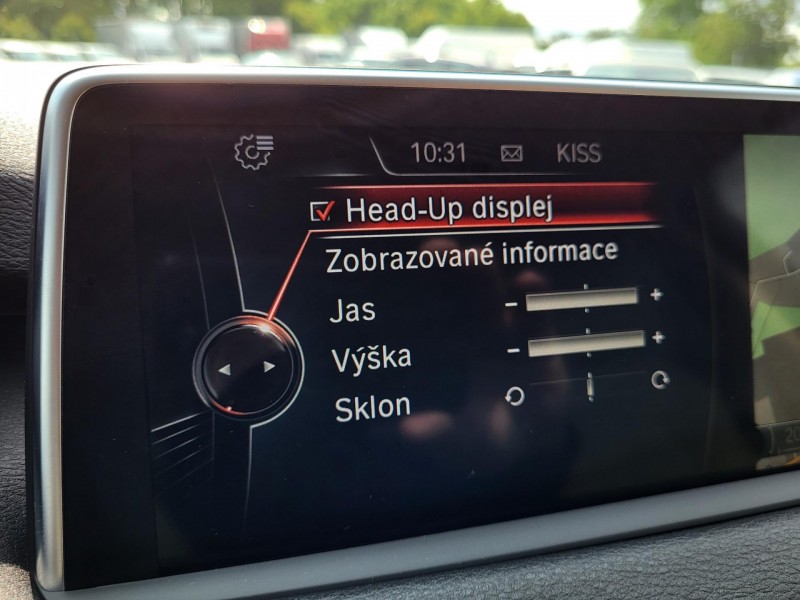 10:31 KISS
Head-Up displej
Zobrazované informace
Jas - +
Výška - +
Sklon